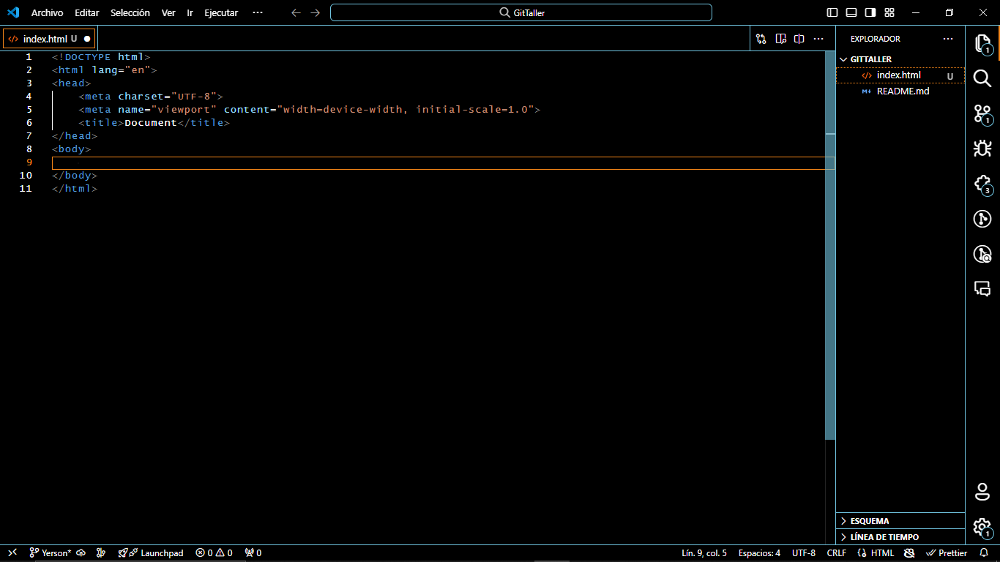 Archivo Editar Selección Ver Ir Ejecutar ··· GitTaller
index.html U
EXPLORADOR
GITTALLER
index.html U
README.md
1 <!DOCTYPE html>
2 <html lang="en">
3 <head>
4 <meta charset="UTF-8">
5 <meta name="viewport" content="width=device-width, initial-scale=1.0">
6 <title>Document</title>
7 </head>
8 <body>
9
10 </body>
11 </html>
1
1
3
ESQUEMA
LÍNEA DE TIEMPO
1
Yerson* Launchpad 0 0 0 Lín. 9, col. 5 Espacios: 4 UTF-8 CRLF {} HTML Prettier